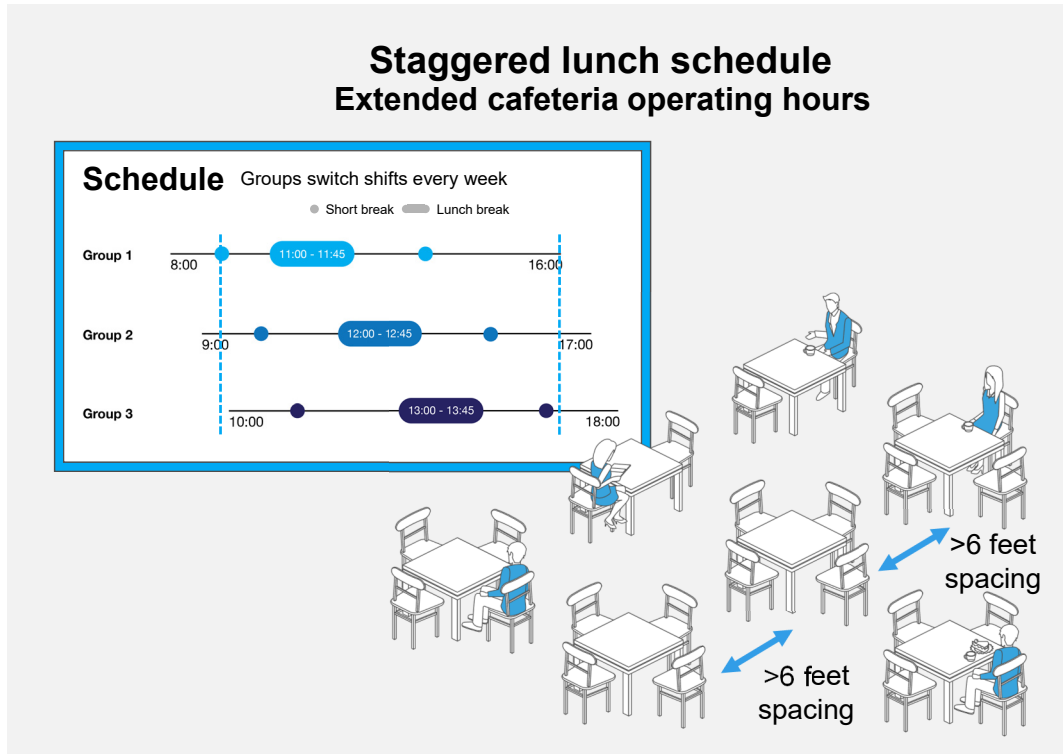 Staggered lunch schedule
Extended cafeteria operating hours
Schedule Groups switch shifts every week
Short break Lunch break
Group 1
11:00 - 11:45
8:00
16:00
Group 2
12:00 - 12:45
9:00
17:00
Group 3
13:00 - 13:45
10:00
18:00
>6 feet
spacing
>6 feet
spacing